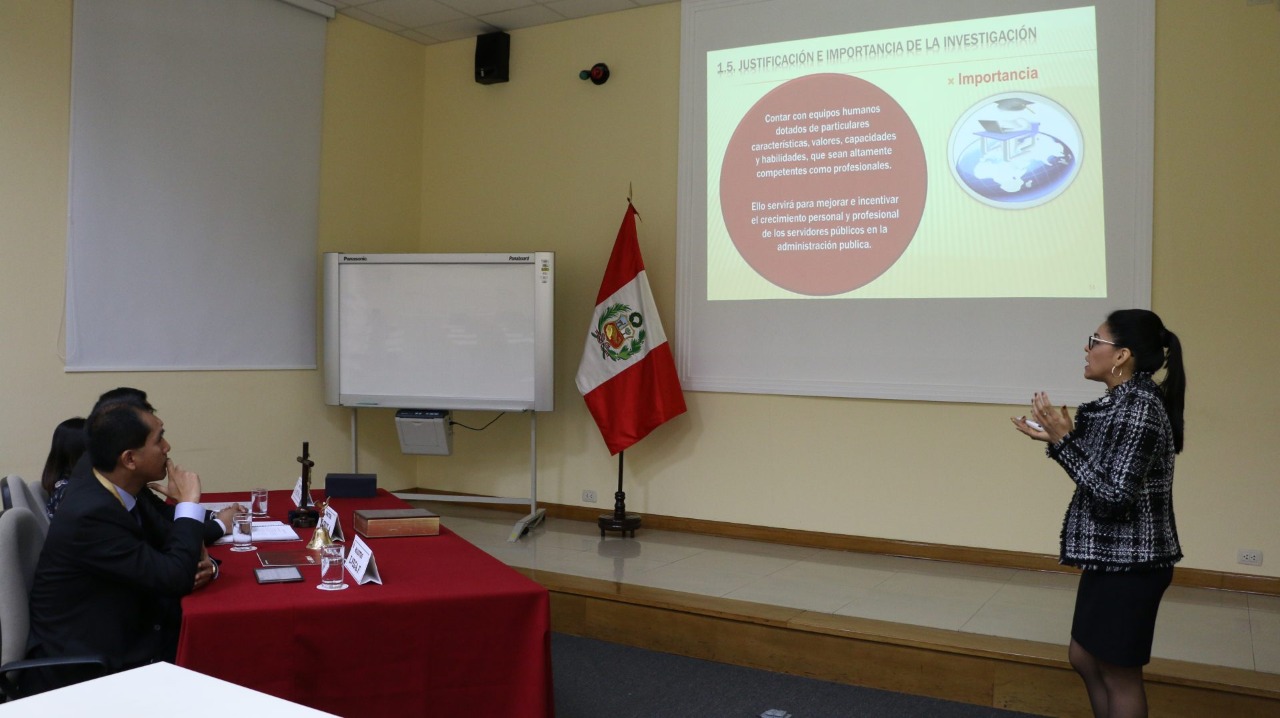 1.5. JUSTIFICACIÓN E IMPORTANCIA DE LA INVESTIGACIÓN
× Importancia
Contar con equipos humanos
dotados de particulares
características, valores, capacidades
y habilidades, que sean altamente
competentes como profesionales.
Ello servirá para mejorar e incentivar
el crecimiento personal y profesional
de los servidores públicos en la
administración publica.
Panasonic
Panaboard